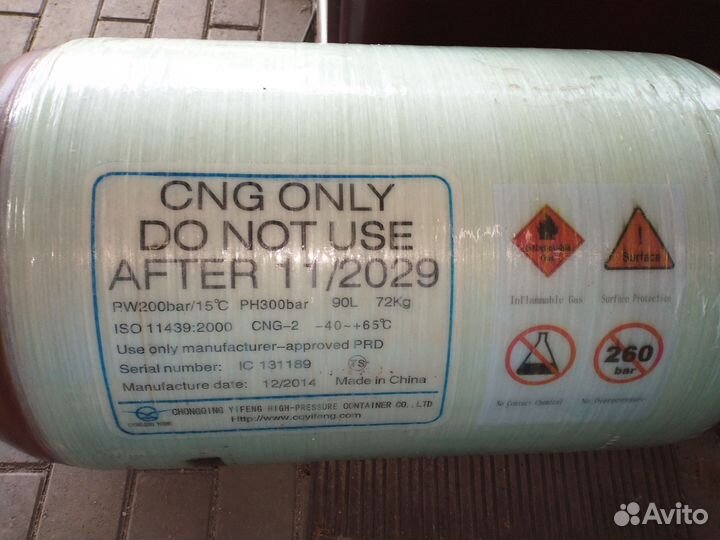 CNG ONLY
DO NOT USE
AFTER 11/2029
PW200bar/15℃ PH300bar 90L 72Kg
ISO 11439:2000 CNG-2 -40~+65℃
Use only manufacturer-approved PRD
Serial number: IC 131189 TS
Manufacture date: 12/2014 Made in China
CHONGQING YIFENG HIGH-PRESSURE CONTAINER CO.,LTD
Http://www.cqyifeng.com
! Surface
Inflammable Gas Surface Protection
260
bar
No Contact Chemical No Overpressure
Avito